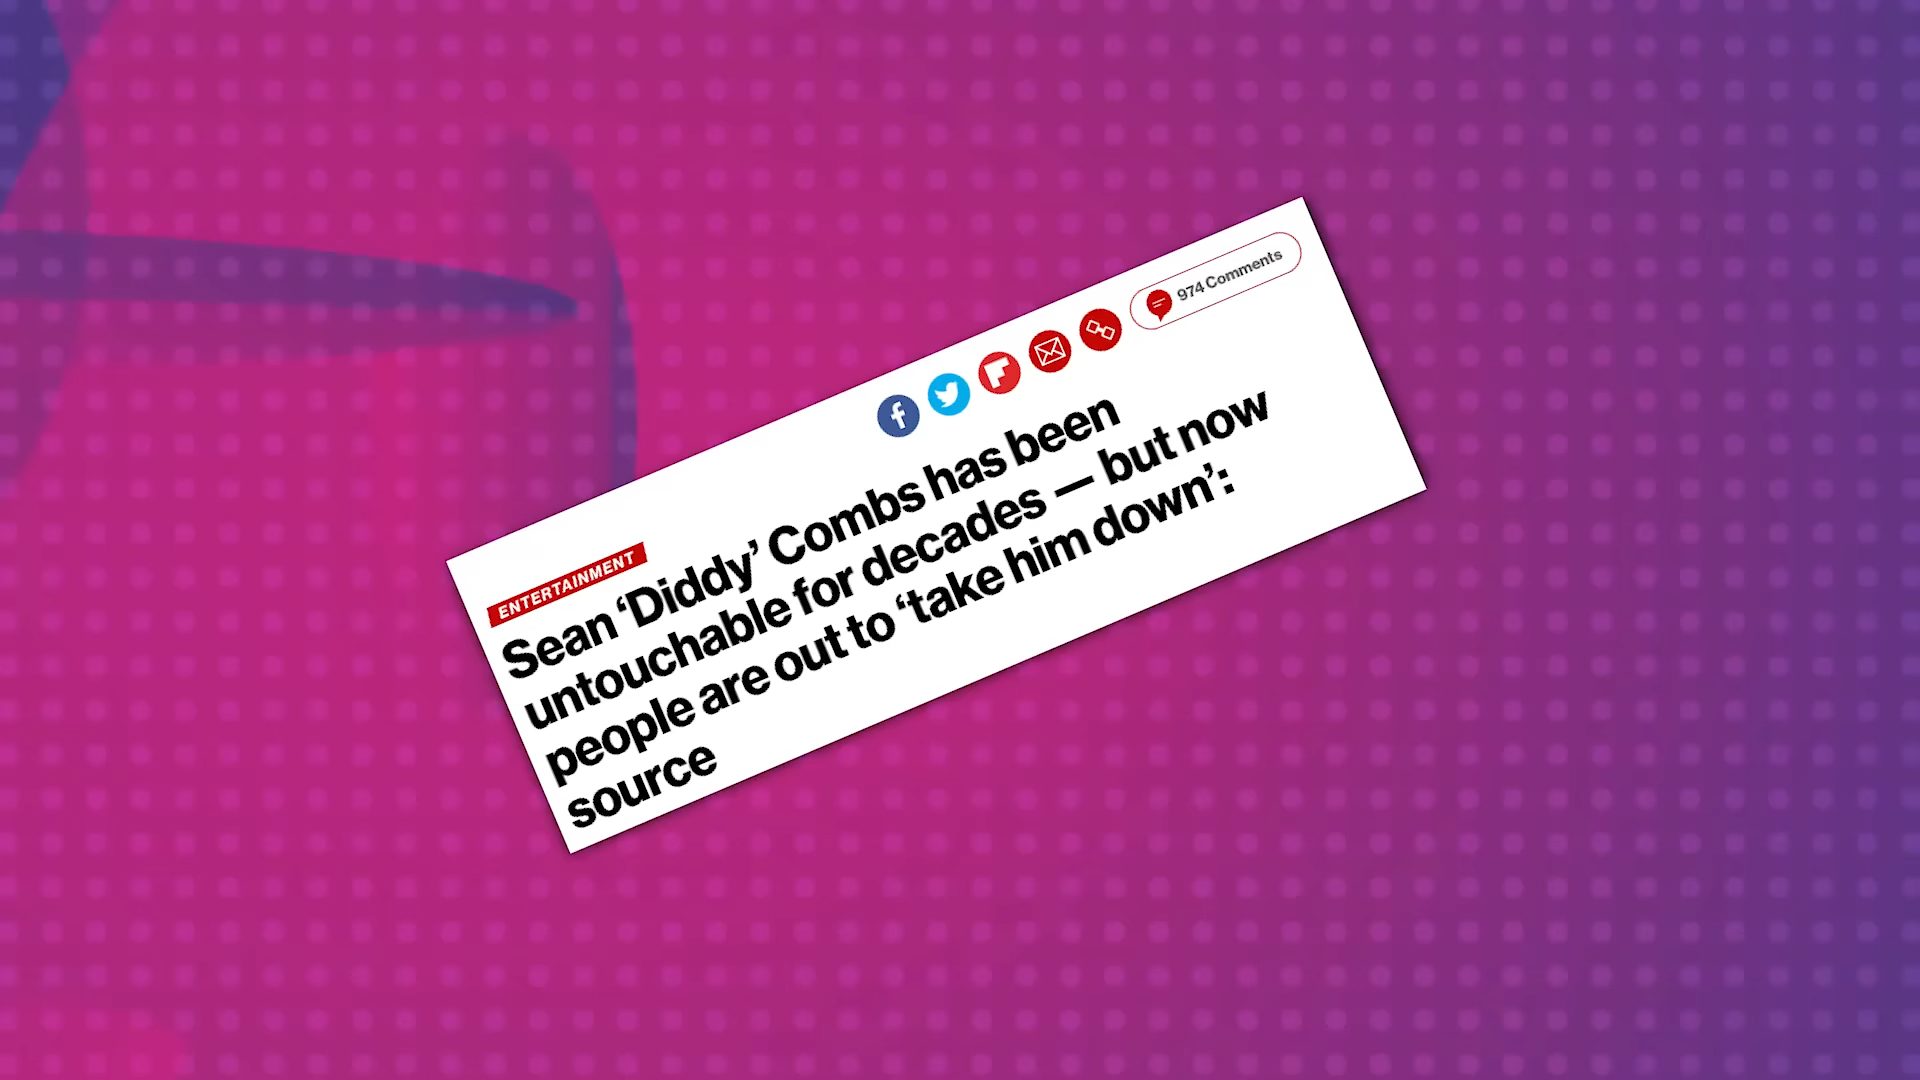 974 Comments
ENTERTAINMENT
Sean ‘Diddy’ Combs has been
untouchable for decades — but now
people are out to ‘take him down’:
source